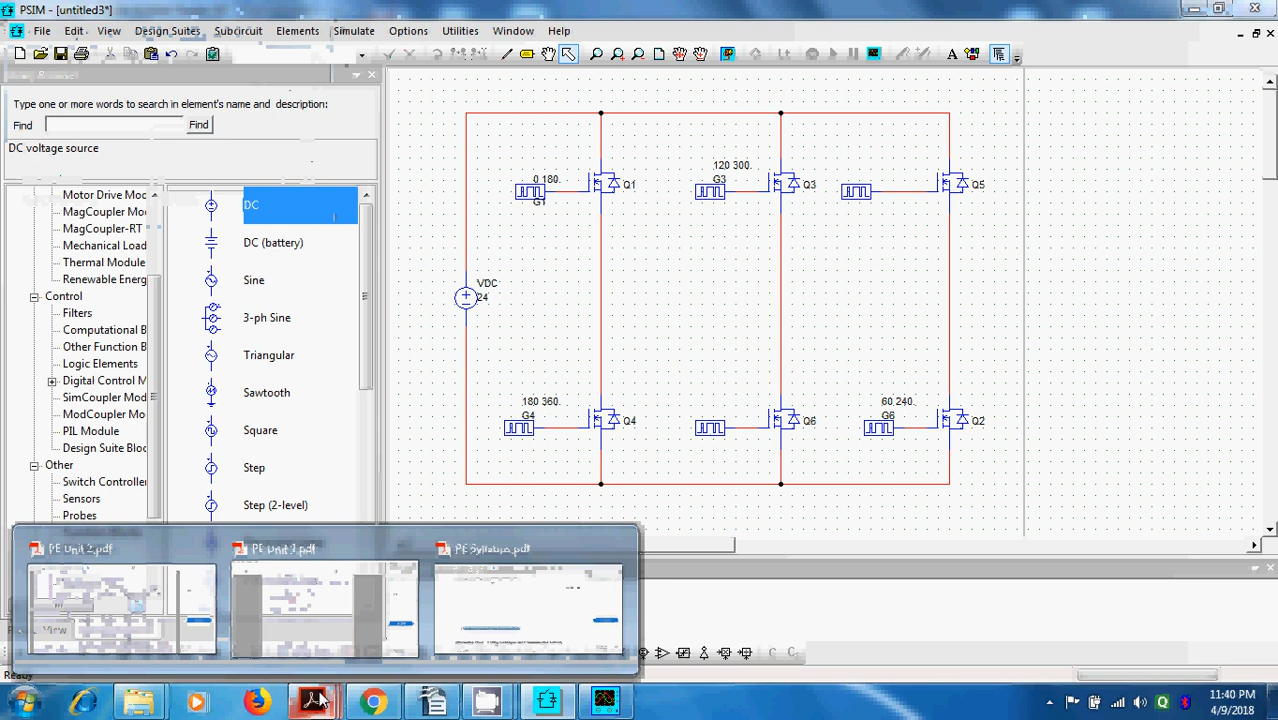 PSIM - [untitled3*]
File Edit View Design Suites Subcircuit Elements Simulate Options Utilities Window Help
Type one or more words to search in element's name and description:
Find Find
DC voltage source
Motor Drive Mod
MagCoupler Mod
MagCoupler-RT
Mechanical Load
Thermal Module
Renewable Energ
Control
Filters
Computational B
Other Function B
Logic Elements
Digital Control M
SimCoupler Mod
ModCoupler Mod
PIL Module
Design Suite Bloc
Other
Switch Controlle
Sensors
Probes
DC
DC (battery)
Sine
3-ph Sine
Triangular
Sawtooth
Square
Step
Step (2-level)
0 180.
G1
Q1
120 300.
G3
Q3
Q5
VDC
24
180 360.
G4
Q4
Q6
60 240.
G6
Q2
PE Unit 2.pdf
PE Unit 1.pdf
PE Syllabus.pdf
View
Ready
11:40 PM
4/9/2018